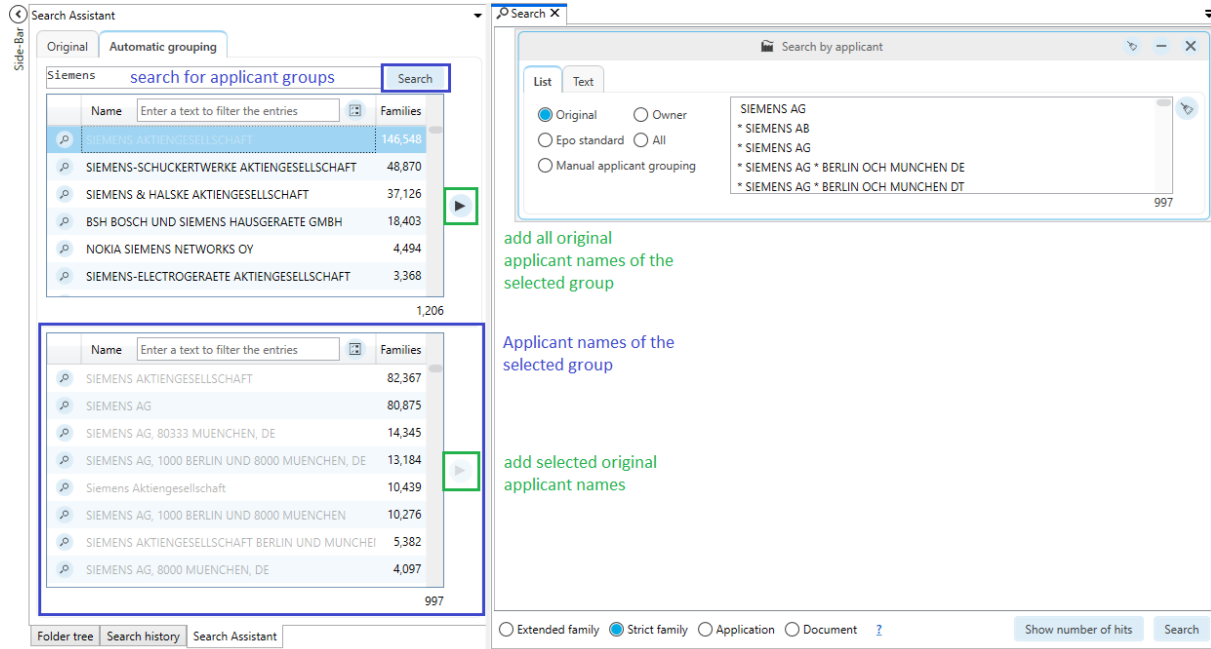 Side-Bar
Search Assistant
Original Automatic grouping
Siemens search for applicant groups Search
Name Enter a text to filter the entries Families
SIEMENS AKTIENGESELLSCHAFT 146,548
SIEMENS-SCHUCKERTWERKE AKTIENGESELLSCHAFT 48,870
SIEMENS & HALSKE AKTIENGESELLSCHAFT 37,126
BSH BOSCH UND SIEMENS HAUSGERAETE GMBH 18,403
NOKIA SIEMENS NETWORKS OY 4,494
SIEMENS-ELECTROGERAETE AKTIENGESELLSCHAFT 3,368
1,206
Name Enter a text to filter the entries Families
SIEMENS AKTIENGESELLSCHAFT 82,367
SIEMENS AG 80,875
SIEMENS AG, 80333 MUENCHEN, DE 14,345
SIEMENS AG, 1000 BERLIN UND 8000 MUENCHEN, DE 13,184
Siemens Aktiengesellschaft 10,439
SIEMENS AG, 1000 BERLIN UND 8000 MUENCHEN 10,276
SIEMENS AKTIENGESELLSCHAFT BERLIN UND MUNCHEI 5,382
SIEMENS AG, 8000 MUENCHEN, DE 4,097
997
Folder tree Search history Search Assistant
Search
Search by applicant
List Text
Original Owner
Epo standard All
Manual applicant grouping
SIEMENS AG
* SIEMENS AB
* SIEMENS AG
* SIEMENS AG * BERLIN OCH MUNCHEN DE
* SIEMENS AG * BERLIN OCH MUNCHEN DT
997
add all original
applicant names of the
selected group
Applicant names of the
selected group
add selected original
applicant names
Extended family Strict family Application Document ? Show number of hits Search